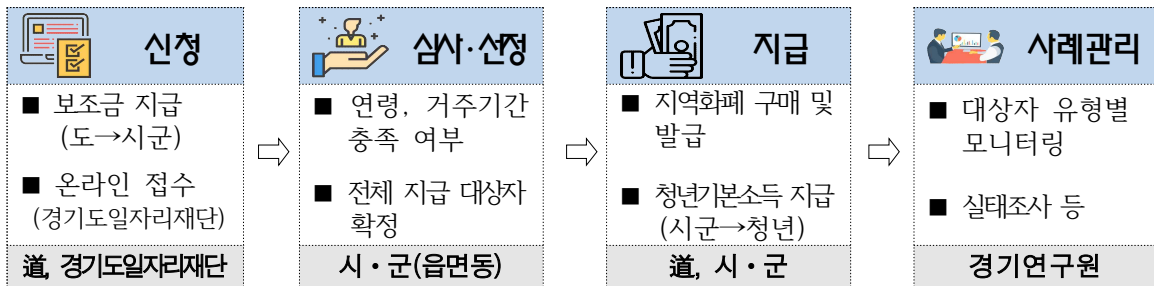 신청
■ 보조금 지급
(도→시군)
■ 온라인 접수
(경기도일자리재단)
道, 경기도일자리재단
심사·선정
■ 연령, 거주기간
충족 여부
■ 전체 지급 대상자
확정
시·군(읍면동)
지급
■ 지역화폐 구매 및
발급
■ 청년기본소득 지급
(시군→청년)
道, 시·군
사례관리
■ 대상자 유형별
모니터링
■ 실태조사 등
경기연구원